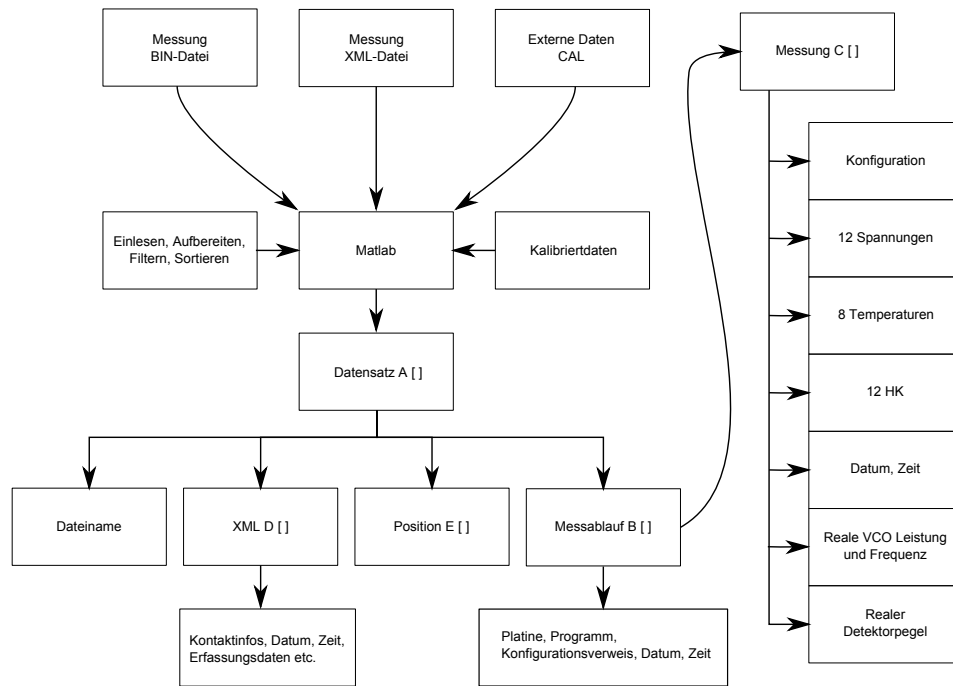 Messung
BIN-Datei
Messung
XML-Datei
Externe Daten
CAL
Messung C [ ]
Einlesen, Aufbereiten,
Filtern, Sortieren
Matlab
Kalibriertdaten
Datensatz A [ ]
Dateiname
XML D [ ]
Position E [ ]
Messablauf B [ ]
Kontaktinfos, Datum, Zeit,
Erfassungsdaten etc.
Platine, Programm,
Konfigurationsverweis, Datum, Zeit
Konfiguration
12 Spannungen
8 Temperaturen
12 HK
Datum, Zeit
Reale VCO Leistung
und Frequenz
Realer
Detektorpegel